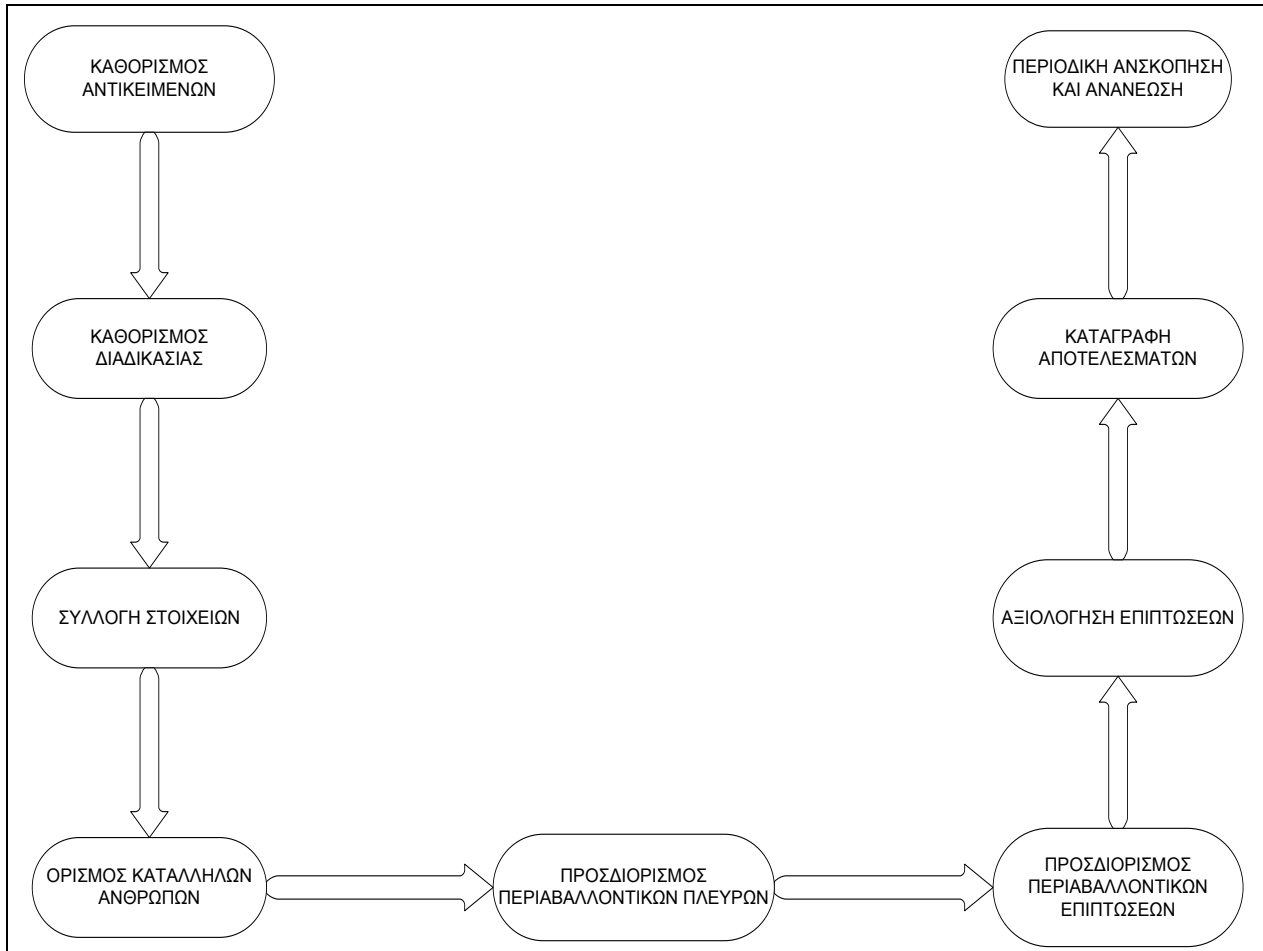 ΚΑΘΟΡΙΣΜΟΣ
ΑΝΤΙΚΕΙΜΕΝΩΝ
ΚΑΘΟΡΙΣΜΟΣ
ΔΙΑΔΙΚΑΣΙΑΣ
ΣΥΛΛΟΓΗ ΣΤΟΙΧΕΙΩΝ
ΟΡΙΣΜΟΣ ΚΑΤΑΛΛΗΛΩΝ
ΑΝΘΡΩΠΩΝ
ΠΡΟΣΔΙΟΡΙΣΜΟΣ
ΠΕΡΙΑΒΑΛΛΟΝΤΙΚΩΝ ΠΛΕΥΡΩΝ
ΠΡΟΣΔΙΟΡΙΣΜΟΣ
ΠΕΡΙΑΒΑΛΛΟΝΤΙΚΩΝ
ΕΠΙΠΤΩΣΕΩΝ
ΑΞΙΟΛΟΓΗΣΗ ΕΠΙΠΤΩΣΕΩΝ
ΚΑΤΑΓΡΑΦΗ
ΑΠΟΤΕΛΕΣΜΑΤΩΝ
ΠΕΡΙΟΔΙΚΗ ΑΝΣΚΟΠΗΣΗ
ΚΑΙ ΑΝΑΝΕΩΣΗ